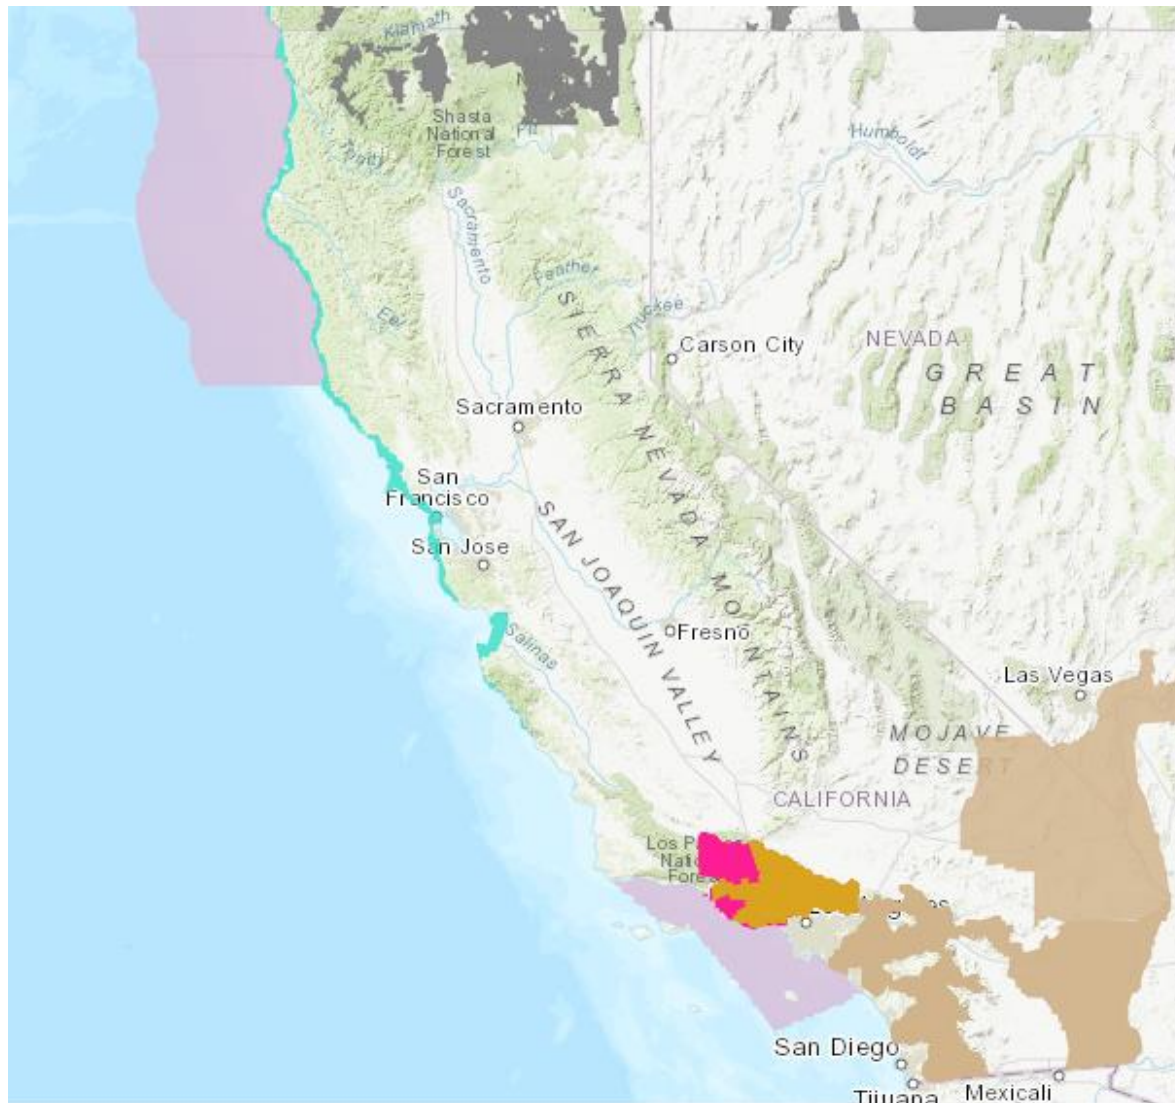 Klamath
Shasta
National
Forest
Pit
Trinity
Humboldt
Sacramento
Feather
Eel
Truckee
Carson City
NEVADA
GREAT
BASIN
SIERRA NEVADA MOUNTAINS
Sacramento
San
Francisco
San Jose
SAN JOAQUIN VALLEY
Salinas
Fresno
Las Vegas
MOJAVE
DESERT
CALIFORNIA
San Diego
Tijuana
Mexicali